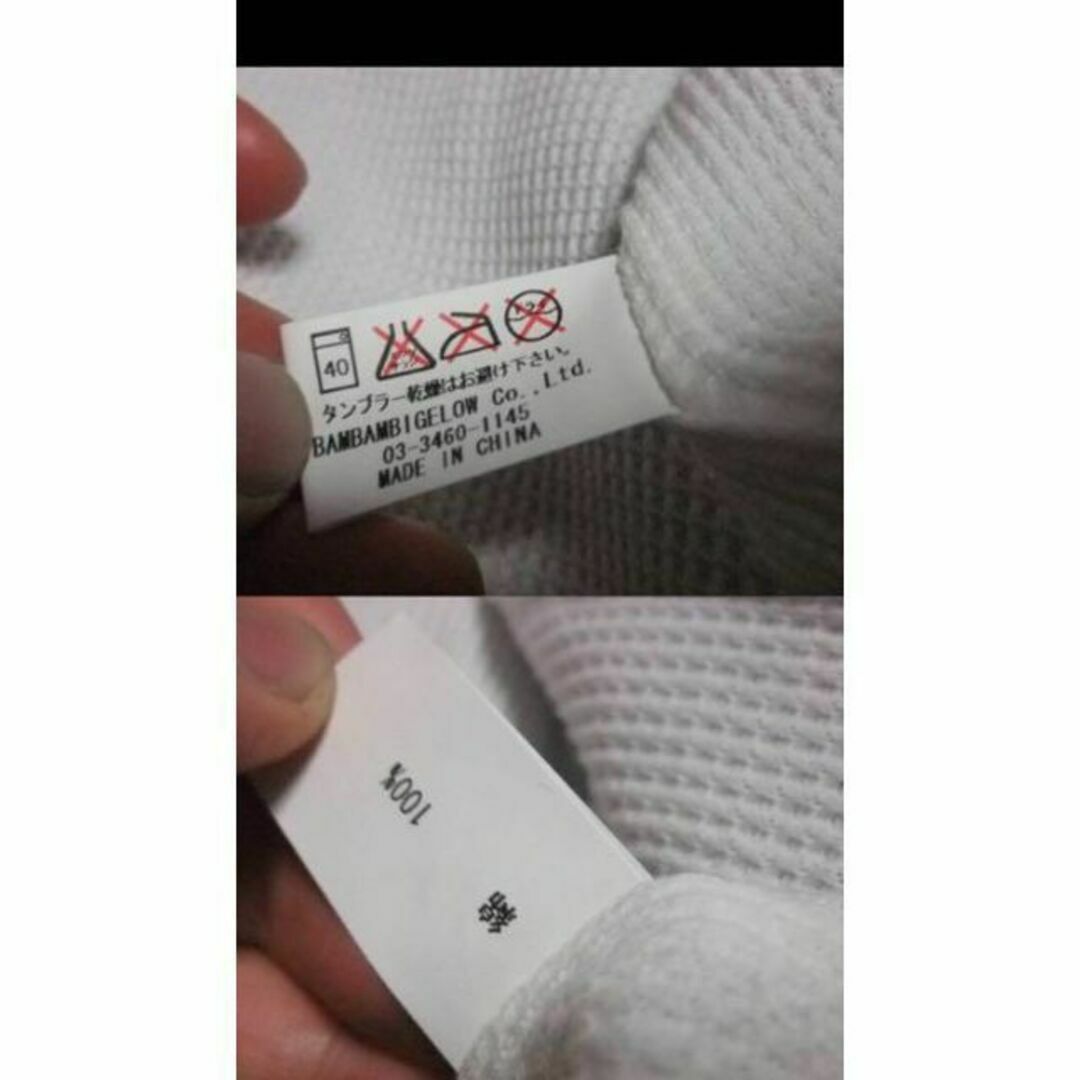 40
タンブラー乾燥はお避け下さい。
BAMBAMBIGELOW Co.,Ltd.
03-3460-1145
MADE IN CHINA
綿 100%